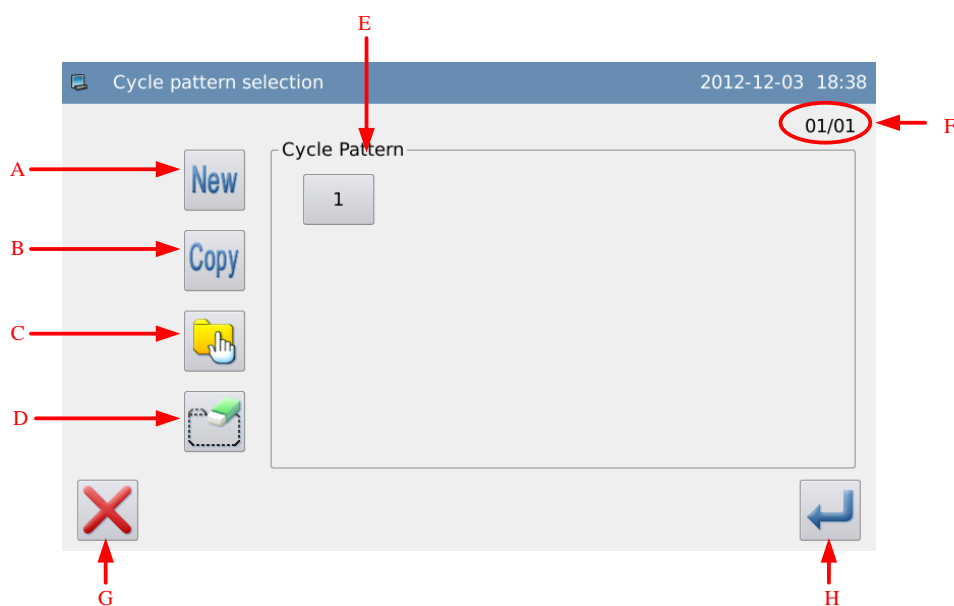 E
Cycle pattern selection 2012-12-03 18:38
01/01
F
Cycle Pattern
A
New
1
B
Copy
C
D
G
H